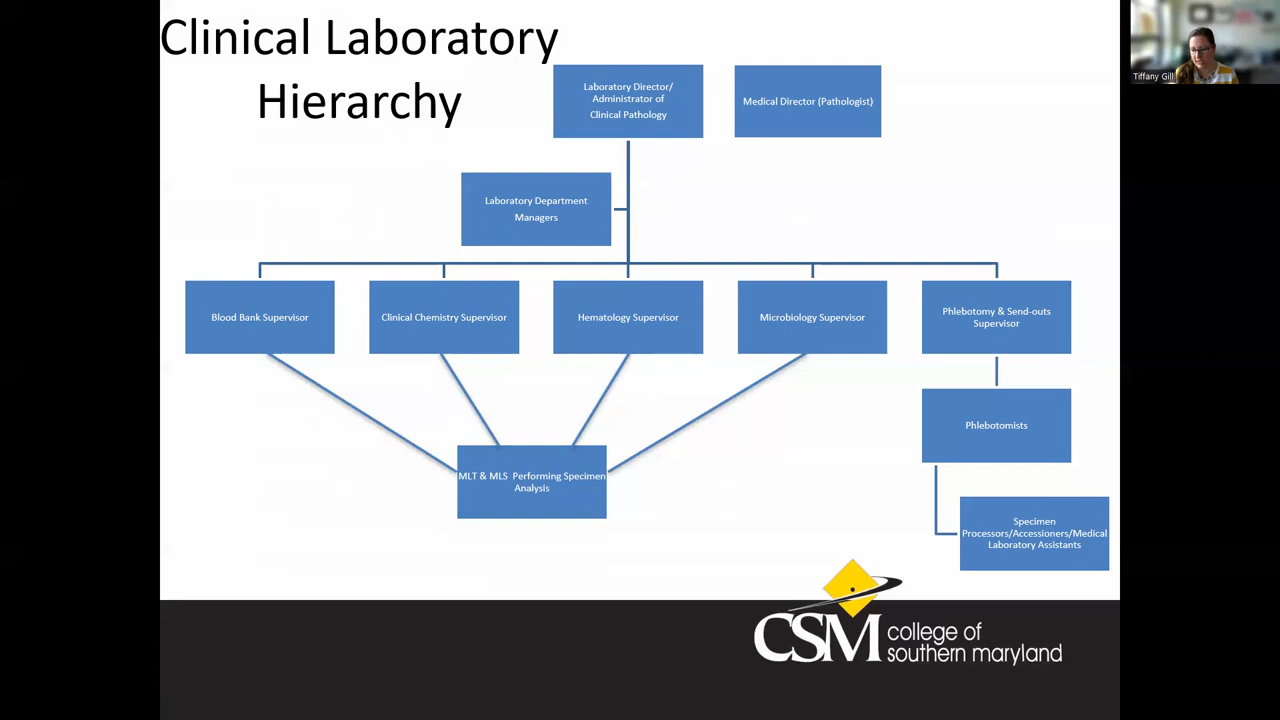 Clinical Laboratory
Hierarchy
Laboratory Director/
Administrator of
Clinical Pathology
Medical Director (Pathologist)
Tiffany Gill
Laboratory Department
Managers
Blood Bank Supervisor
Clinical Chemistry Supervisor
Hematology Supervisor
Microbiology Supervisor
Phlebotomy & Send-outs
Supervisor
Phlebotomists
MLT & MLS Performing Specimen
Analysis
Specimen
Processors/Accessioners/Medical
Laboratory Assistants
CSM
college of
southern maryland